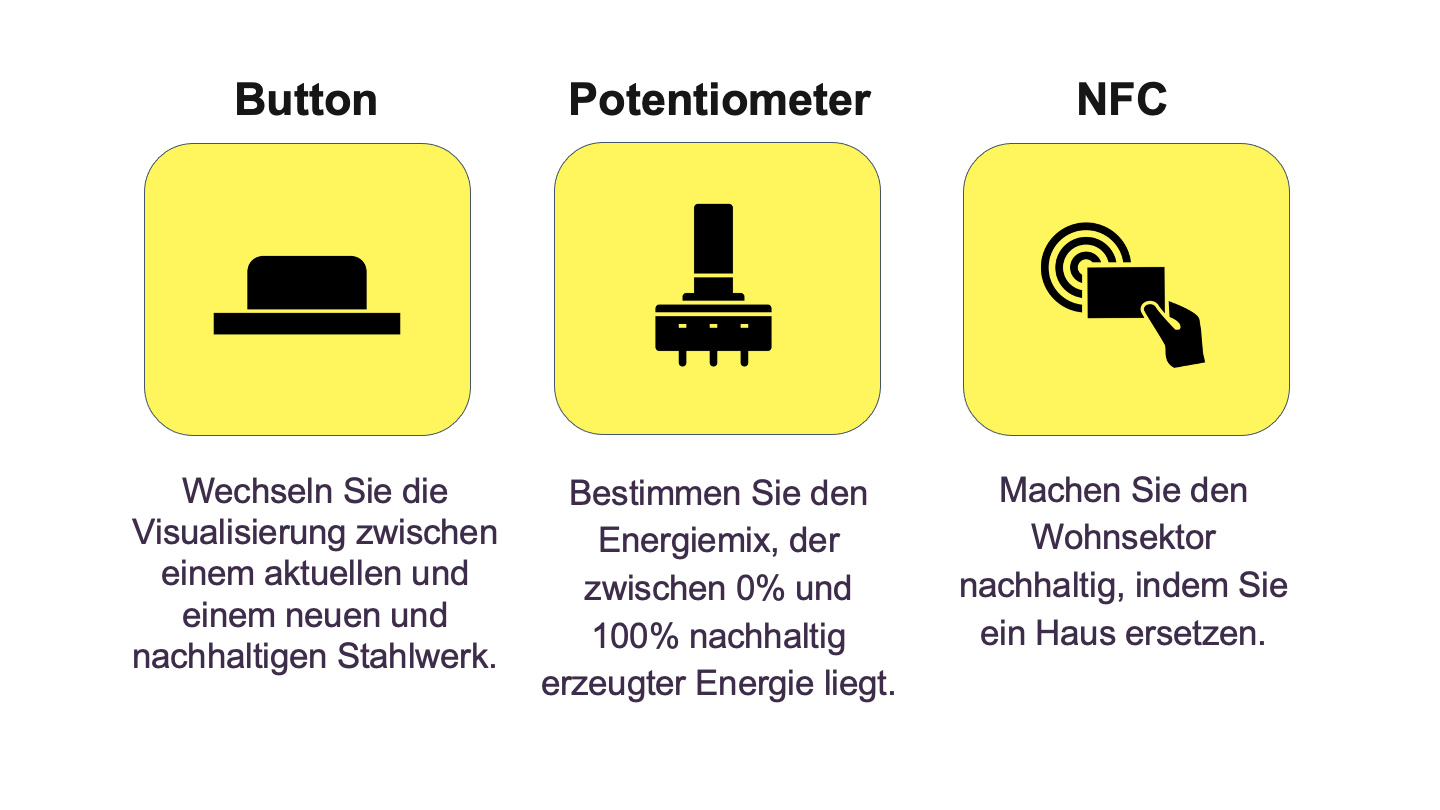 Button
Potentiometer
NFC
Wechseln Sie die
Visualisierung zwischen
einem aktuellen und
einem neuen und
nachhaltigen Stahlwerk.
Bestimmen Sie den
Energiemix, der
zwischen 0% und
100% nachhaltig
erzeugter Energie liegt.
Machen Sie den
Wohnsektor
nachhaltig, indem Sie
ein Haus ersetzen.